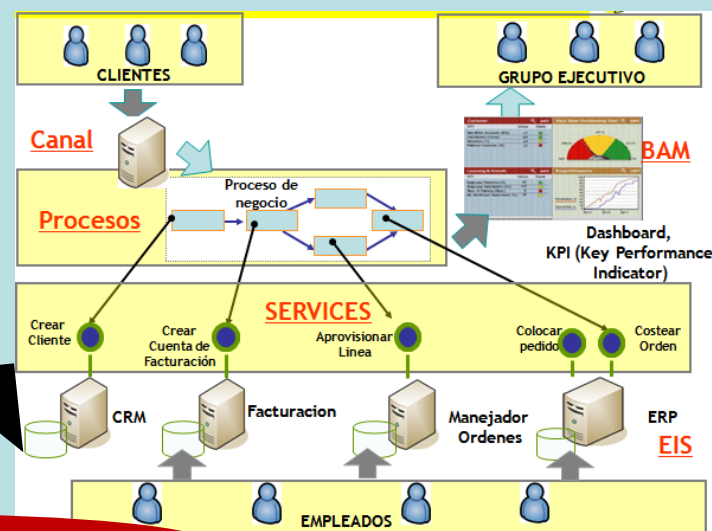 CLIENTES
GRUPO EJECUTIVO
Canal
BAM
Procesos
Proceso de
negocio
Dashboard,
KPI (Key Performance
Indicator)
SERVICES
Crear
Cliente
Crear
Cuenta de
Facturación
Aprovisionar
Linea
Colocar
pedido
Costear
Orden
CRM
Facturacion
Manejador
Ordenes
ERP
EIS
EMPLEADOS